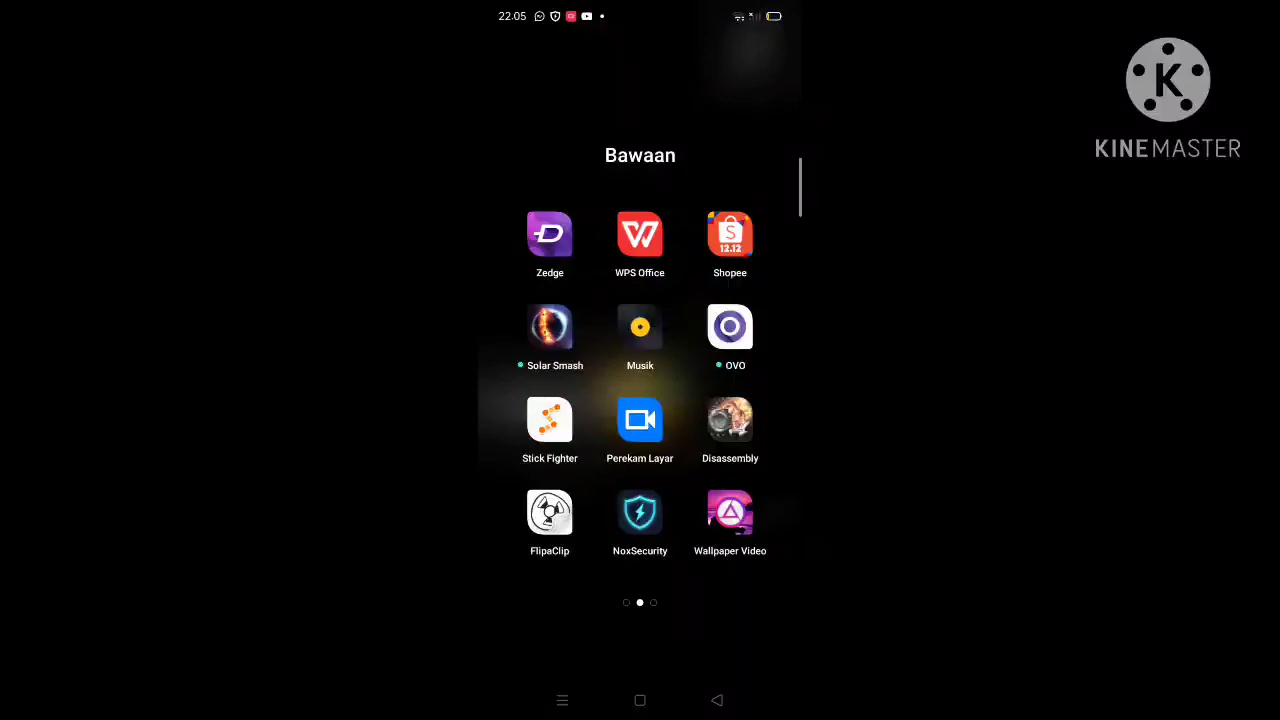 22.05
K
KINEMASTER
Bawaan
Zedge
WPS Office
12.12
Shopee
Solar Smash
Musik
OVO
Stick Fighter
Perekam Layar
Disassembly
FlipaClip
NoxSecurity
Wallpaper Video